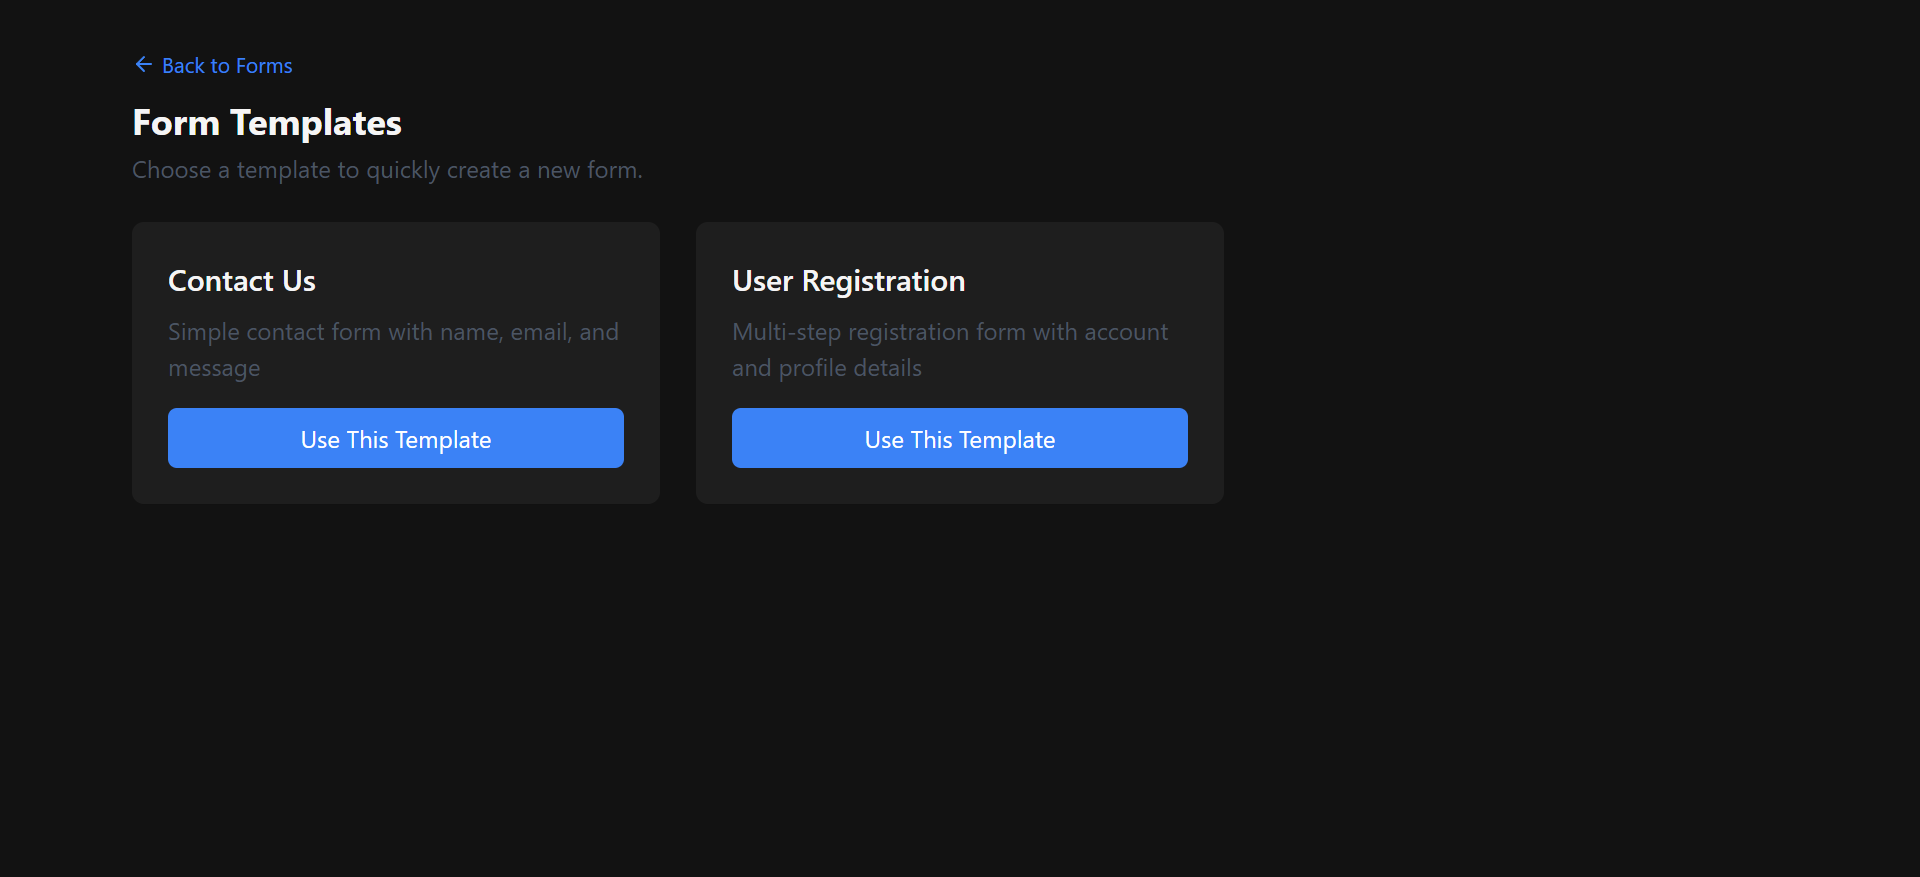 Back to Forms
Form Templates
Choose a template to quickly create a new form.
Contact Us
Simple contact form with name, email, and
message
Use This Template
User Registration
Multi-step registration form with account
and profile details
Use This Template